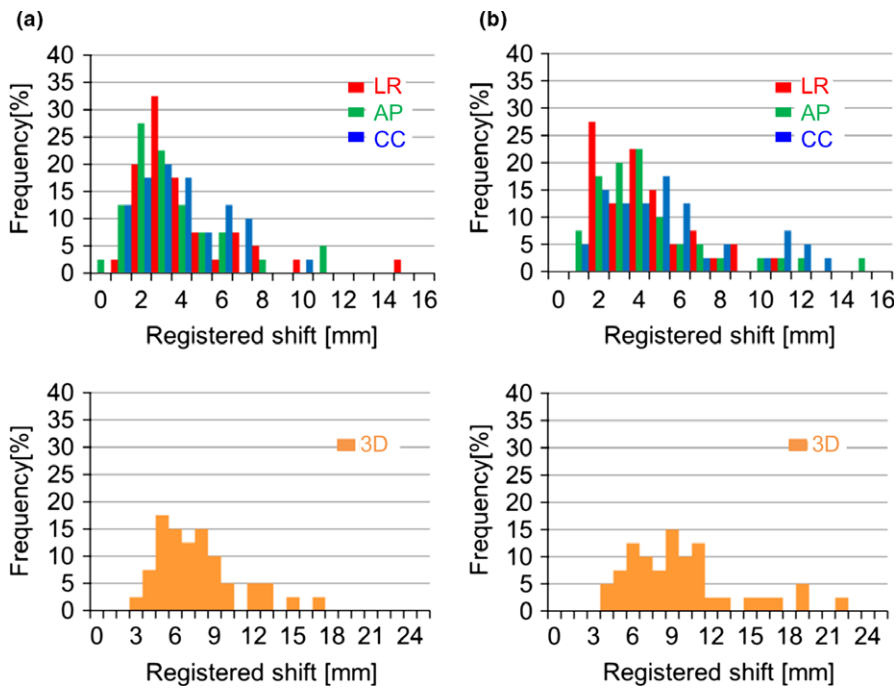 (a)
Frequency[%]
40
35
30
25
20
15
10
5
0
LR
AP
CC
0 2 4 6 8 10 12 14 16
Registered shift [mm]
(b)
Frequency[%]
40
35
30
25
20
15
10
5
0
LR
AP
CC
0 2 4 6 8 10 12 14 16
Registered shift [mm]
Frequency[%]
40
35
30
25
20
15
10
5
0
3D
0 3 6 9 12 15 18 21 24
Registered shift [mm]
Frequency[%]
40
35
30
25
20
15
10
5
0
3D
0 3 6 9 12 15 18 21 24
Registered shift [mm]